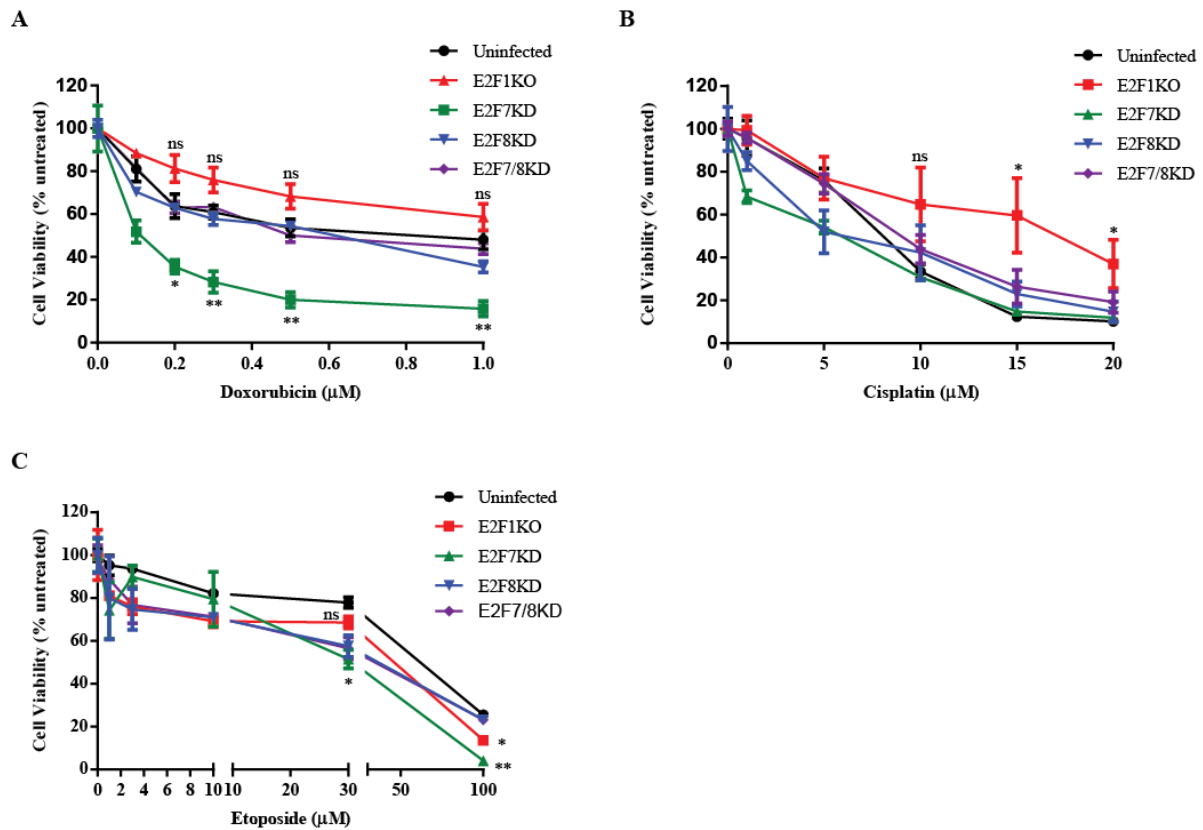 A
Uninfected
E2F1KO
E2F7KD
E2F8KD
E2F7/8KD
120
100
80
60
40
20
0
ns
ns
ns
ns
*
**
**
**
0.0
0.2
0.4
0.6
0.8
1.0
Cell Viability (% untreated)
Doxorubicin (μM)
B
Uninfected
E2F1KO
E2F7KD
E2F8KD
E2F7/8KD
120
100
80
60
40
20
0
ns
*
*
0
5
10
15
20
Cell Viability (% untreated)
Cisplatin (μM)
C
Uninfected
E2F1KO
E2F7KD
E2F8KD
E2F7/8KD
120
100
80
60
40
20
0
ns
*
*
**
0 2 4 6 8 10 10 20 30 50 100
Cell Viability (% untreated)
Etoposide (μM)